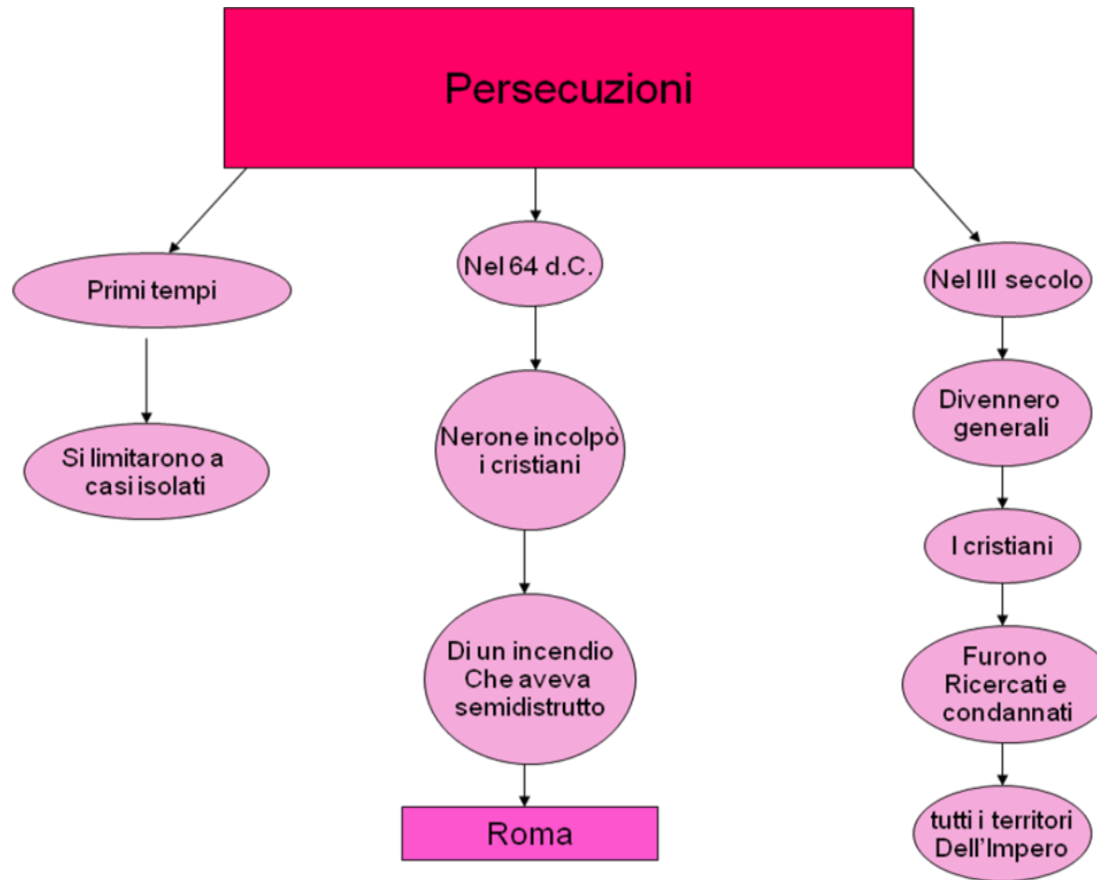 Persecuzioni
Primi tempi
Si limitarono a
casi isolati
Nel 64 d.C.
Nerone incolpò
i cristiani
Di un incendio
Che aveva
semidistrutto
Roma
Nel III secolo
Divennero
generali
I cristiani
Furono
Ricercati e
condannati
tutti i territori
Dell'Impero